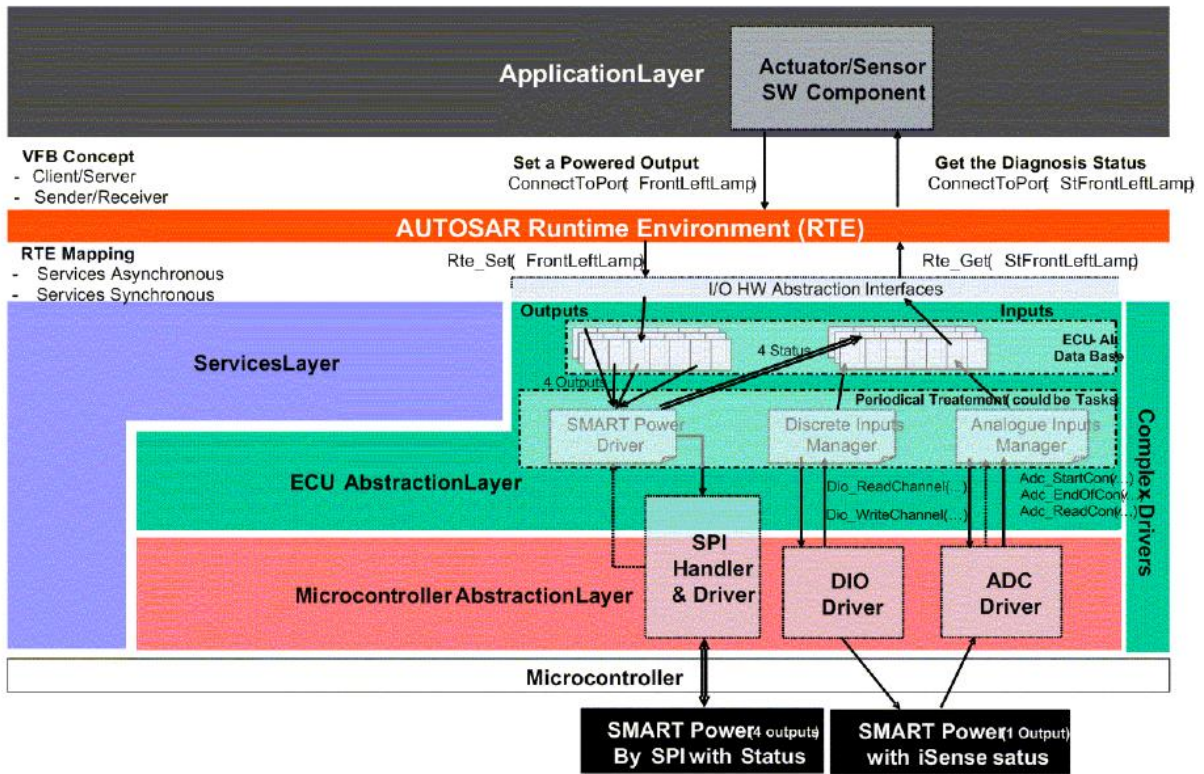 ApplicationLayer
Actuator/Sensor
SW Component
VFB Concept
- Client/Server
- Sender/Receiver
Set a Powered Output
ConnectToPort( FrontLeftLamp)
Get the Diagnosis Status
ConnectToPort( StFrontLeftLamp)
AUTOSAR Runtime Environment (RTE)
RTE Mapping
- Services Asynchronous
- Services Synchronous
Rte_Set( FrontLeftLamp)
Rte_Get( StFrontLeftLamp)
I/O HW Abstraction Interfaces
Outputs
Inputs
ECU- AL
Data Base
4 Status
4 Outputs
ServicesLayer
Periodical Treatement( could be Tasks)
SMART Power
Driver
Discrete Inputs
Manager
Analogue Inputs
Manager
ECU AbstractionLayer
Dio_ReadChannel(...)
Dio_WriteChannel(...)
Adc_StartConv(...)
Adc_EndOfConv(...)
Adc_ReadConv(...)
Complex Drivers
Microcontroller AbstractionLayer
SPI
Handler
& Driver
DIO
Driver
ADC
Driver
Microcontroller
SMART Power(4 outputs)
By SPI with Status
SMART Power(1 Output)
with iSense satus